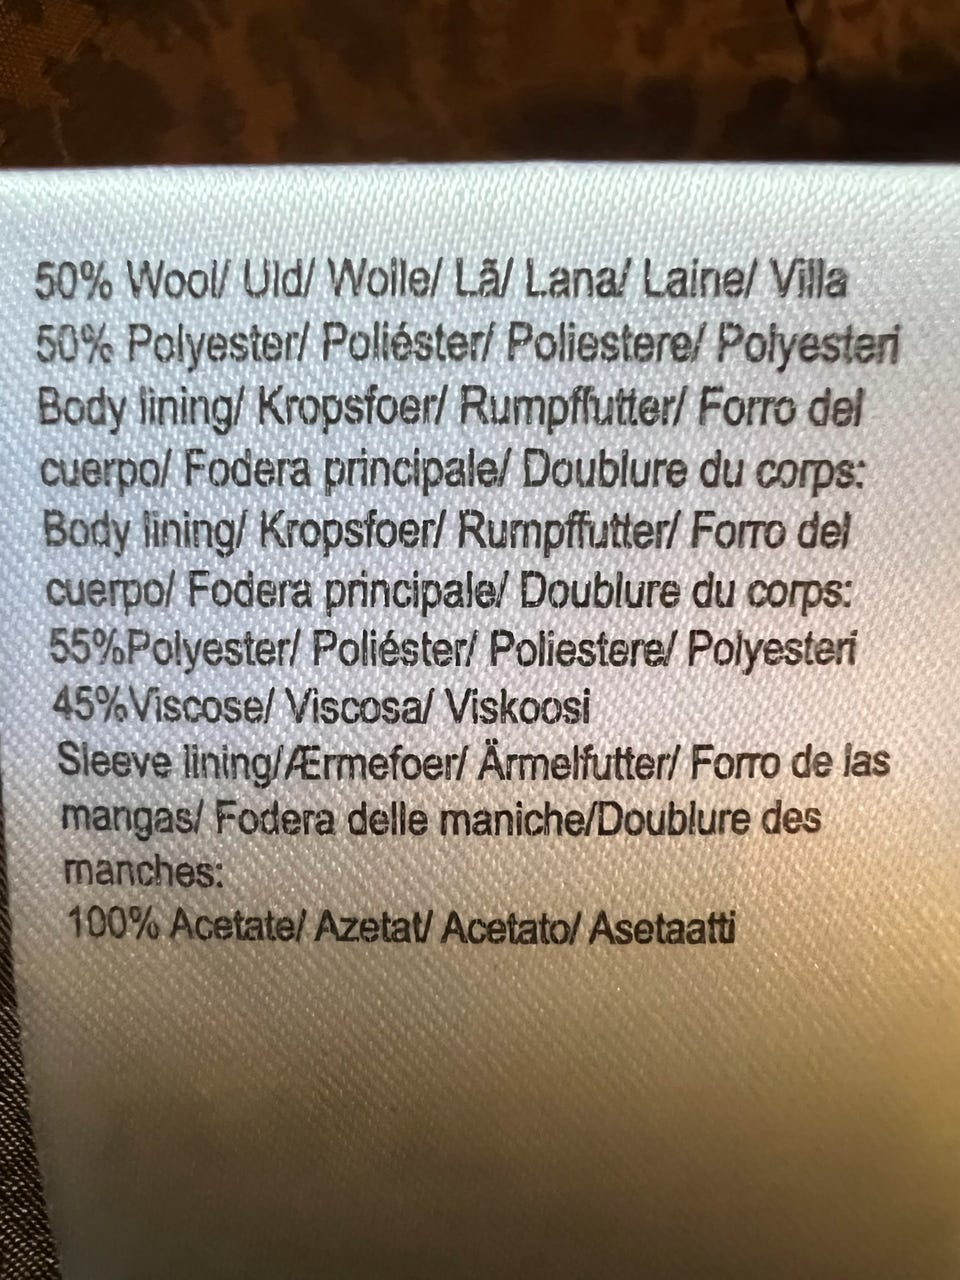 50% Wool/ Uld/ Wolle/ Lã/ Lana/ Laine/ Villa
50% Polyester/ Poliéster/ Poliestere/ Polyesteri
Body lining/ Kropsfoer/ Rumpffutter/ Forro del
cuerpo/ Fodera principale/ Doublure du corps:
Body lining/ Kropsfoer/ Rumpffutter/ Forro del
cuerpo/ Fodera principale/ Doublure du corps:
55%Polyester/ Poliéster/ Poliestere/ Polyesteri
45%Viscose/ Viscosa/ Viskoosi
Sleeve lining/Ærmefoer/ Ärmelfutter/ Forro de las
mangas/ Fodera delle maniche/Doublure des
manches:
100% Acetate/ Azetat/ Acetato/ Asetaatti